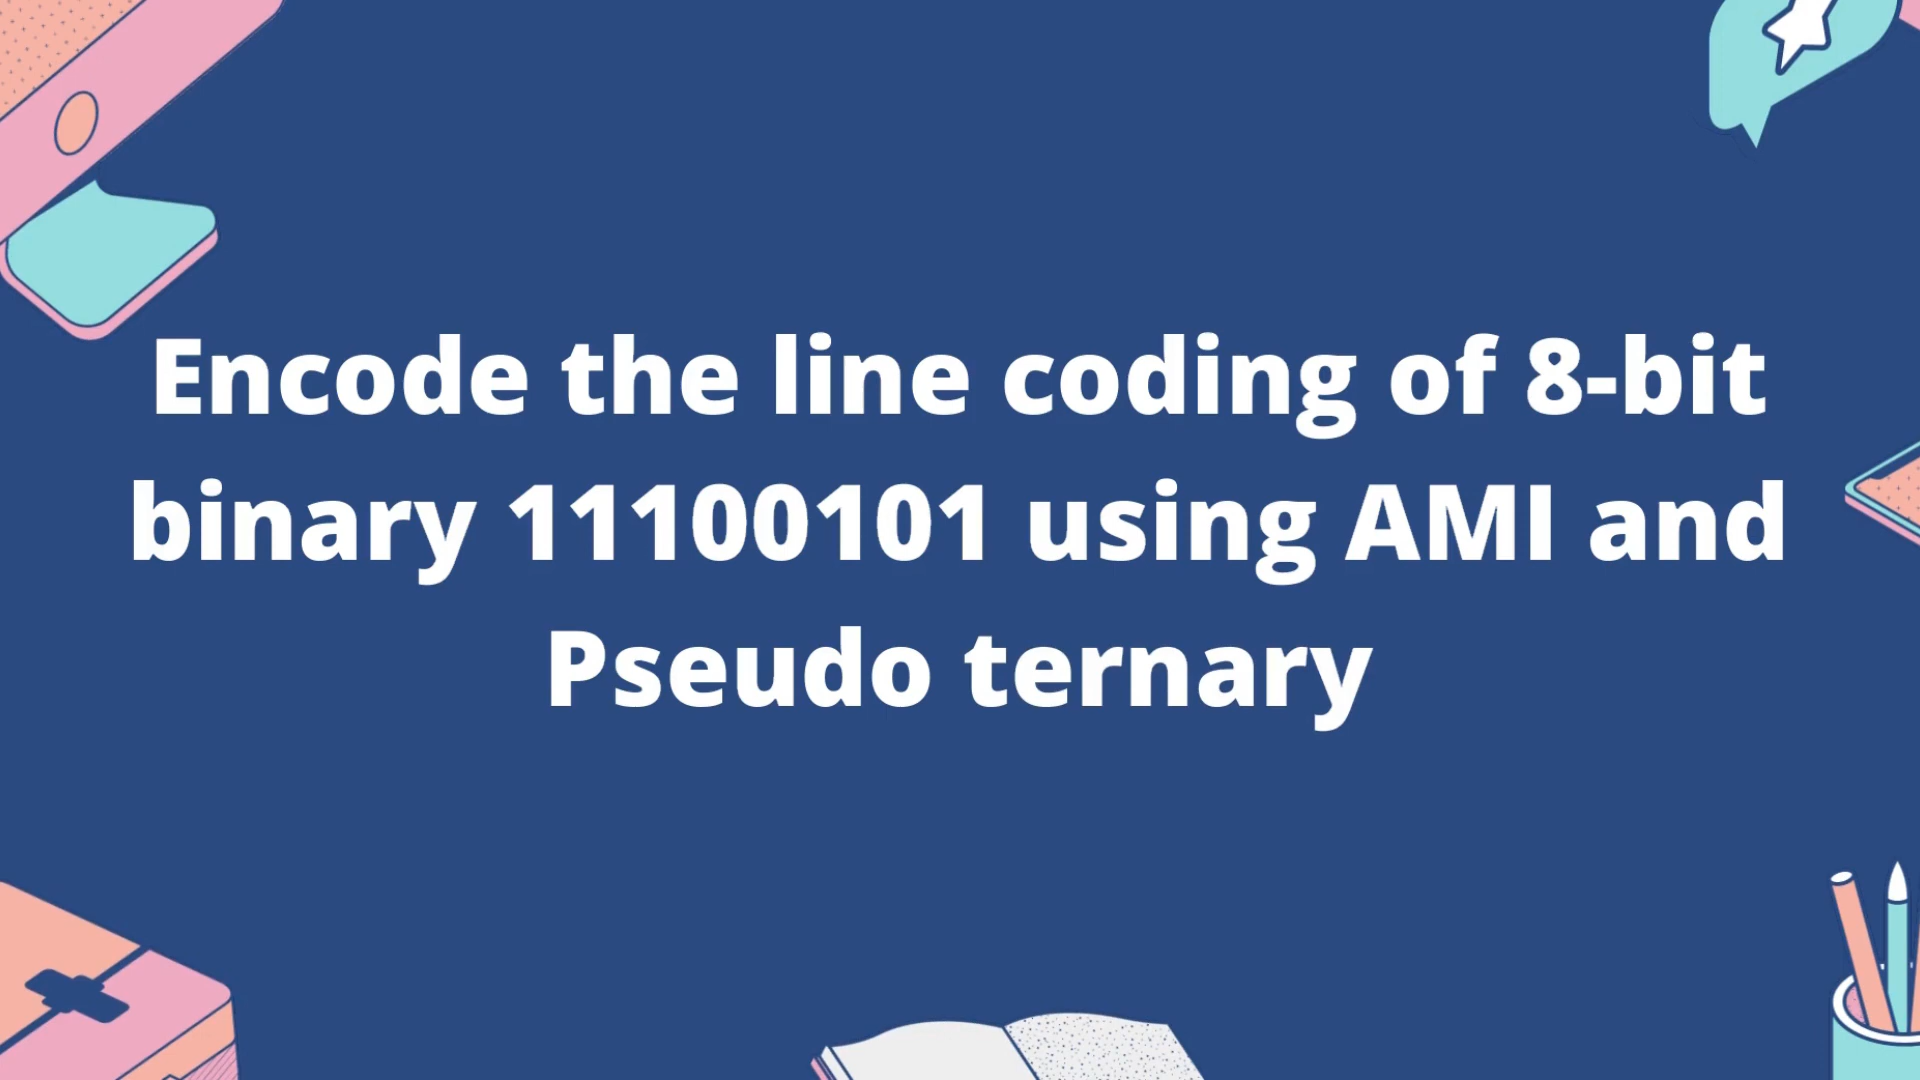 Encode the line coding of 8-bit
binary 11100101 using AMI and
Pseudo ternary